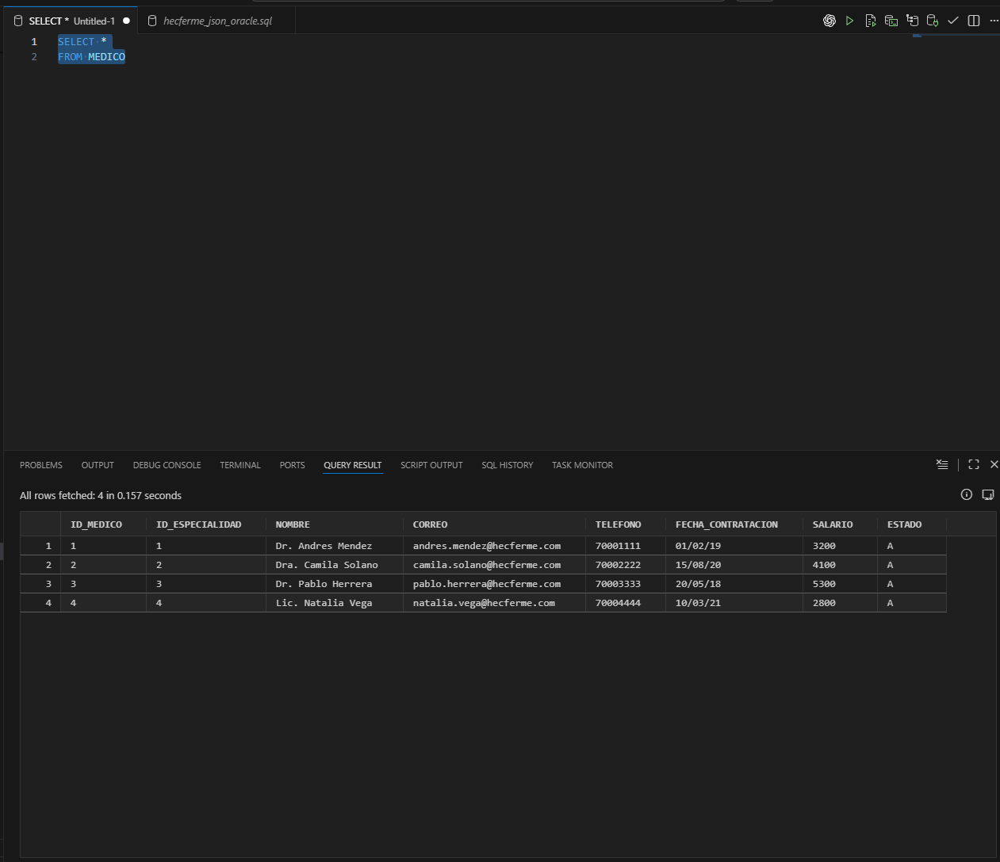 SELECT * Untitled-1 hecferme_json_oracle.sql
1 SELECT *
2 FROM MEDICO
PROBLEMS OUTPUT DEBUG CONSOLE TERMINAL PORTS QUERY RESULT SCRIPT OUTPUT SQL HISTORY TASK MONITOR
All rows fetched: 4 in 0.157 seconds
ID_MEDICO ID_ESPECIALIDAD NOMBRE CORREO TELEFONO FECHA_CONTRATACION SALARIO ESTADO
1 1 1 Dr. Andres Mendez andres.mendez@hecferme.com 70001111 01/02/19 3200 A
2 2 2 Dra. Camila Solano camila.solano@hecferme.com 70002222 15/08/20 4100 A
3 3 3 Dr. Pablo Herrera pablo.herrera@hecferme.com 70003333 20/05/18 5300 A
4 4 4 Lic. Natalia Vega natalia.vega@hecferme.com 70004444 10/03/21 2800 A